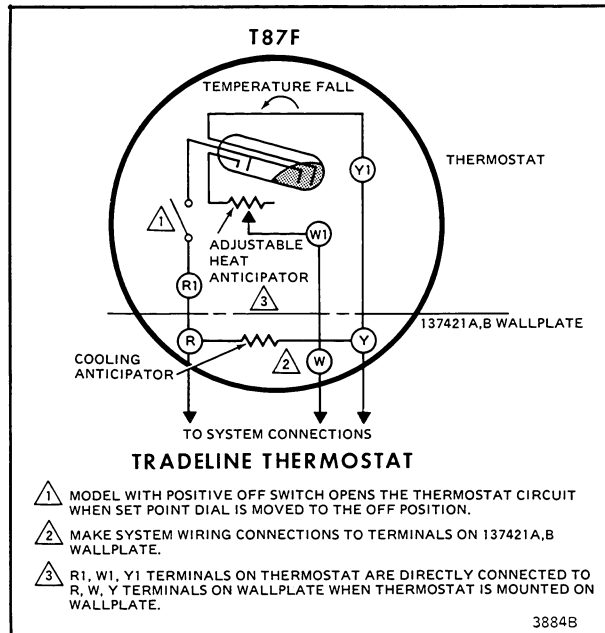 T87F
TEMPERATURE FALL
THERMOSTAT
Y1
1
W1
ADJUSTABLE
HEAT
ANTICIPATOR
R1
3
137421A,B WALLPLATE
R
Y
COOLING
ANTICIPATOR
2
W
TO SYSTEM CONNECTIONS
TRADELINE THERMOSTAT
1 MODEL WITH POSITIVE OFF SWITCH OPENS THE THERMOSTAT CIRCUIT
WHEN SET POINT DIAL IS MOVED TO THE OFF POSITION.
2 MAKE SYSTEM WIRING CONNECTIONS TO TERMINALS ON 137421A,B
WALLPLATE.
3 R1, W1, Y1 TERMINALS ON THERMOSTAT ARE DIRECTLY CONNECTED TO
R, W, Y TERMINALS ON WALLPLATE WHEN THERMOSTAT IS MOUNTED ON
WALLPLATE.
3884B